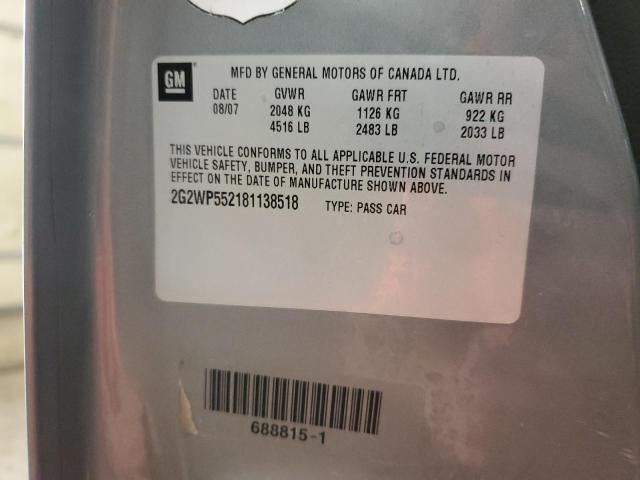 GM
MFD BY GENERAL MOTORS OF CANADA LTD.
DATE GVWR GAWR FRT GAWR RR
08/07 2048 KG 1126 KG 922 KG
4516 LB 2483 LB 2033 LB
THIS VEHICLE CONFORMS TO ALL APPLICABLE U.S. FEDERAL MOTOR
VEHICLE SAFETY, BUMPER, AND THEFT PREVENTION STANDARDS IN
EFFECT ON THE DATE OF MANUFACTURE SHOWN ABOVE.
2G2WP552181138518 TYPE: PASS CAR
688815-1